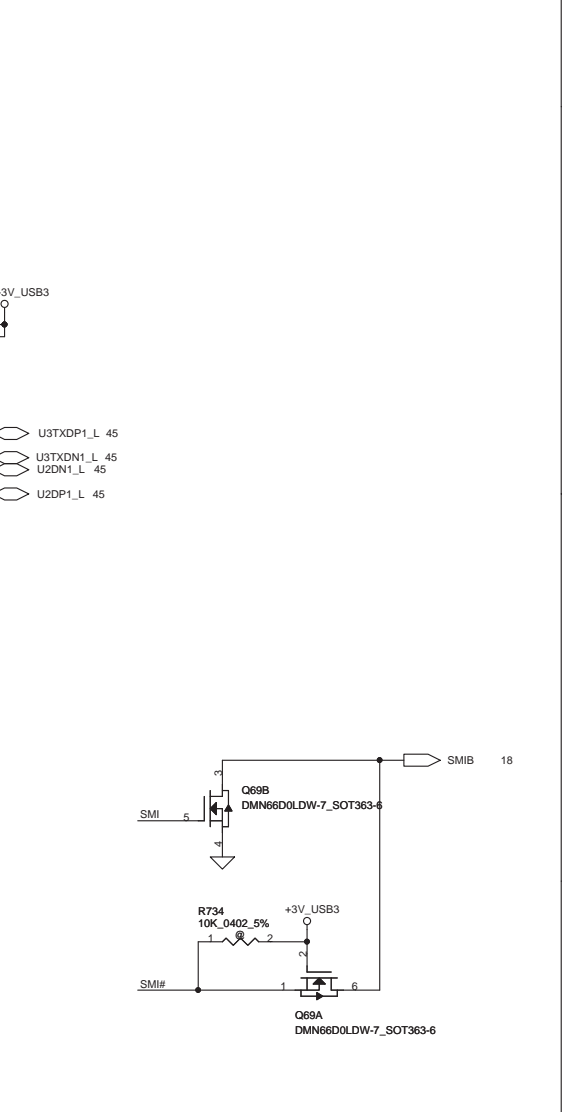 3V_USB3
U3TXDP1_L 45
U3TXDN1_L 45
U2DN1_L 45
U2DP1_L 45
SMIB 18
3
Q69B
DMN66D0LDW-7_SOT363-6
SMI 5
4
R734
10K_0402_5%
+3V_USB3
@
1 2
2
SMI# 1 6
Q69A
DMN66D0LDW-7_SOT363-6